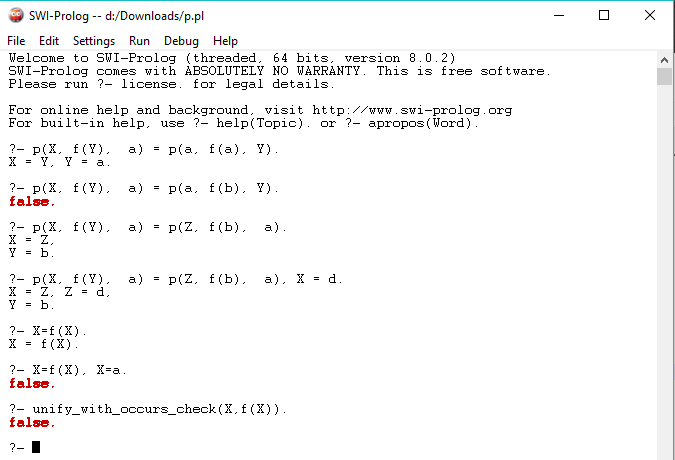 SWI-Prolog -- d:/Downloads/p.pl
File Edit Settings Run Debug Help
Welcome to SWI-Prolog (threaded, 64 bits, version 8.0.2)
SWI-Prolog comes with ABSOLUTELY NO WARRANTY. This is free software.
Please run ?- license. for legal details.
For online help and background, visit http://www.swi-prolog.org
For built-in help, use ?- help(Topic). or ?- apropos(Word).
?- p(X, f(Y),  a) = p(a, f(a), Y).
X = Y, Y = a.
?- p(X, f(Y),  a) = p(a, f(b), Y).
false.
?- p(X, f(Y),  a) = p(Z, f(b),  a).
X = Z,
Y = b.
?- p(X, f(Y),  a) = p(Z, f(b),  a), X = d.
X = Z, Z = d,
Y = b.
?- X=f(X).
X = f(X).
?- X=f(X), X=a.
false.
?- unify_with_occurs_check(X,f(X)).
false.
?-